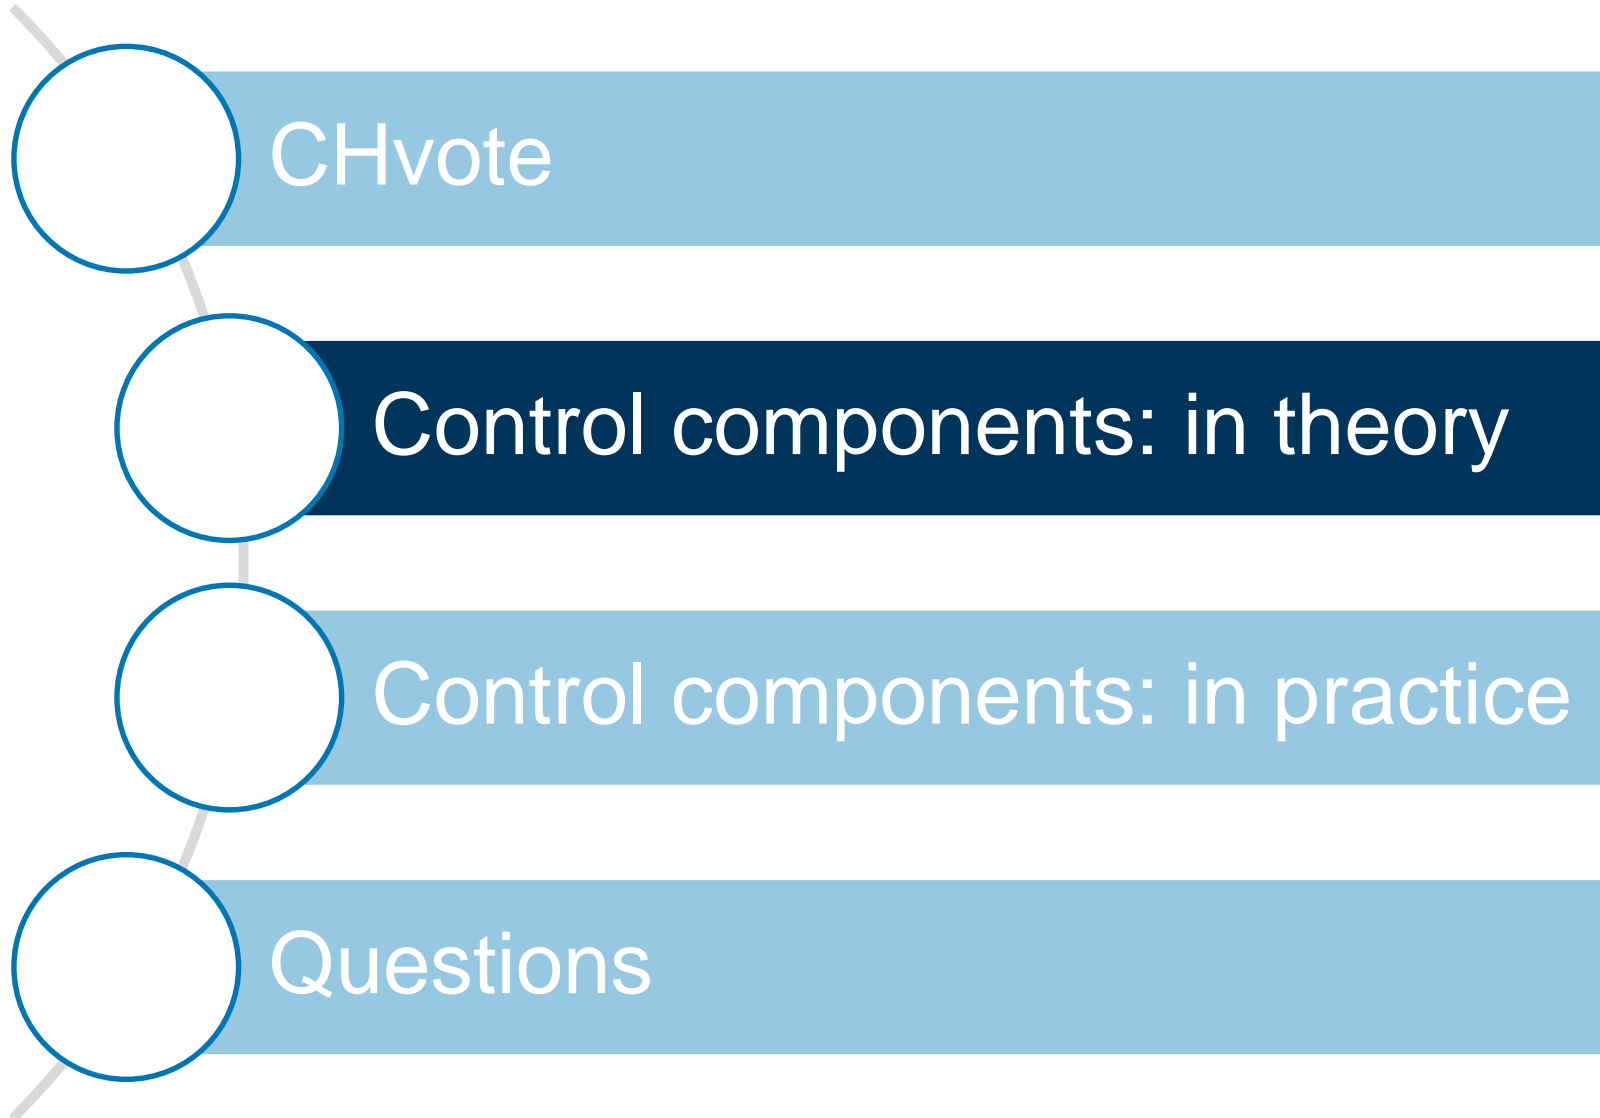 CHvote
Control components: in theory
Control components: in practice
Questions